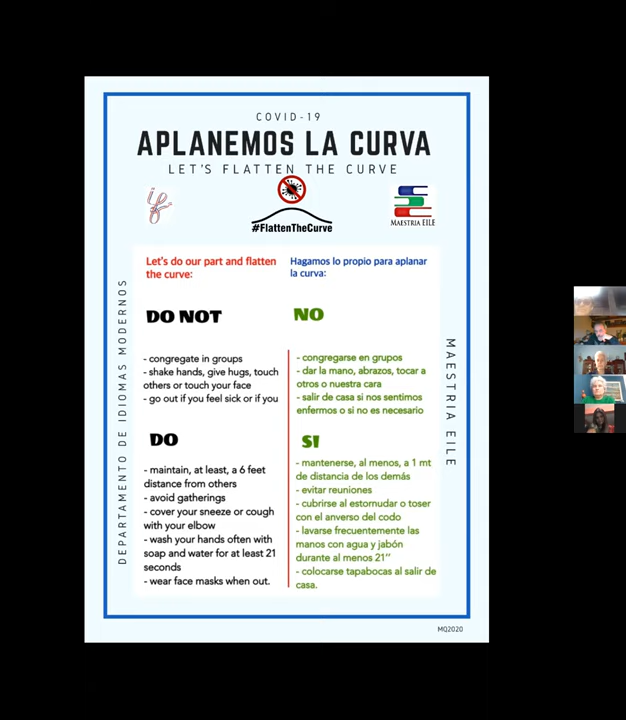 COVID-19
APLANEMOS LA CURVA
LET'S FLATTEN THE CURVE
if
#FlattenTheCurve
MAESTRIA EILE
DEPARTAMENTO DE IDIOMAS MODERNOS
Let's do our part and flatten
the curve:
DO NOT
- congregate in groups
- shake hands, give hugs, touch
others or touch your face
- go out if you feel sick or if you
DO
- maintain, at least, a 6 feet
distance from others
- avoid gatherings
- cover your sneeze or cough
with your elbow
- wash your hands often with
soap and water for at least 21
seconds
- wear face masks when out.
Hagamos lo propio para aplanar
la curva:
NO
- congregarse en grupos
- dar la mano, abrazos, tocar a
otros o nuestra cara
- salir de casa si nos sentimos
enfermos o si no es necesario
SI
- mantenerse, al menos, a 1 mt
de distancia de los demás
- evitar reuniones
- cubrirse al estornudar o toser
con el anverso del codo
- lavarse frecuentemente las
manos con agua y jabón
durante al menos 21''
- colocarse tapabocas al salir de
casa.
MAESTRIA EILE
MQ2020